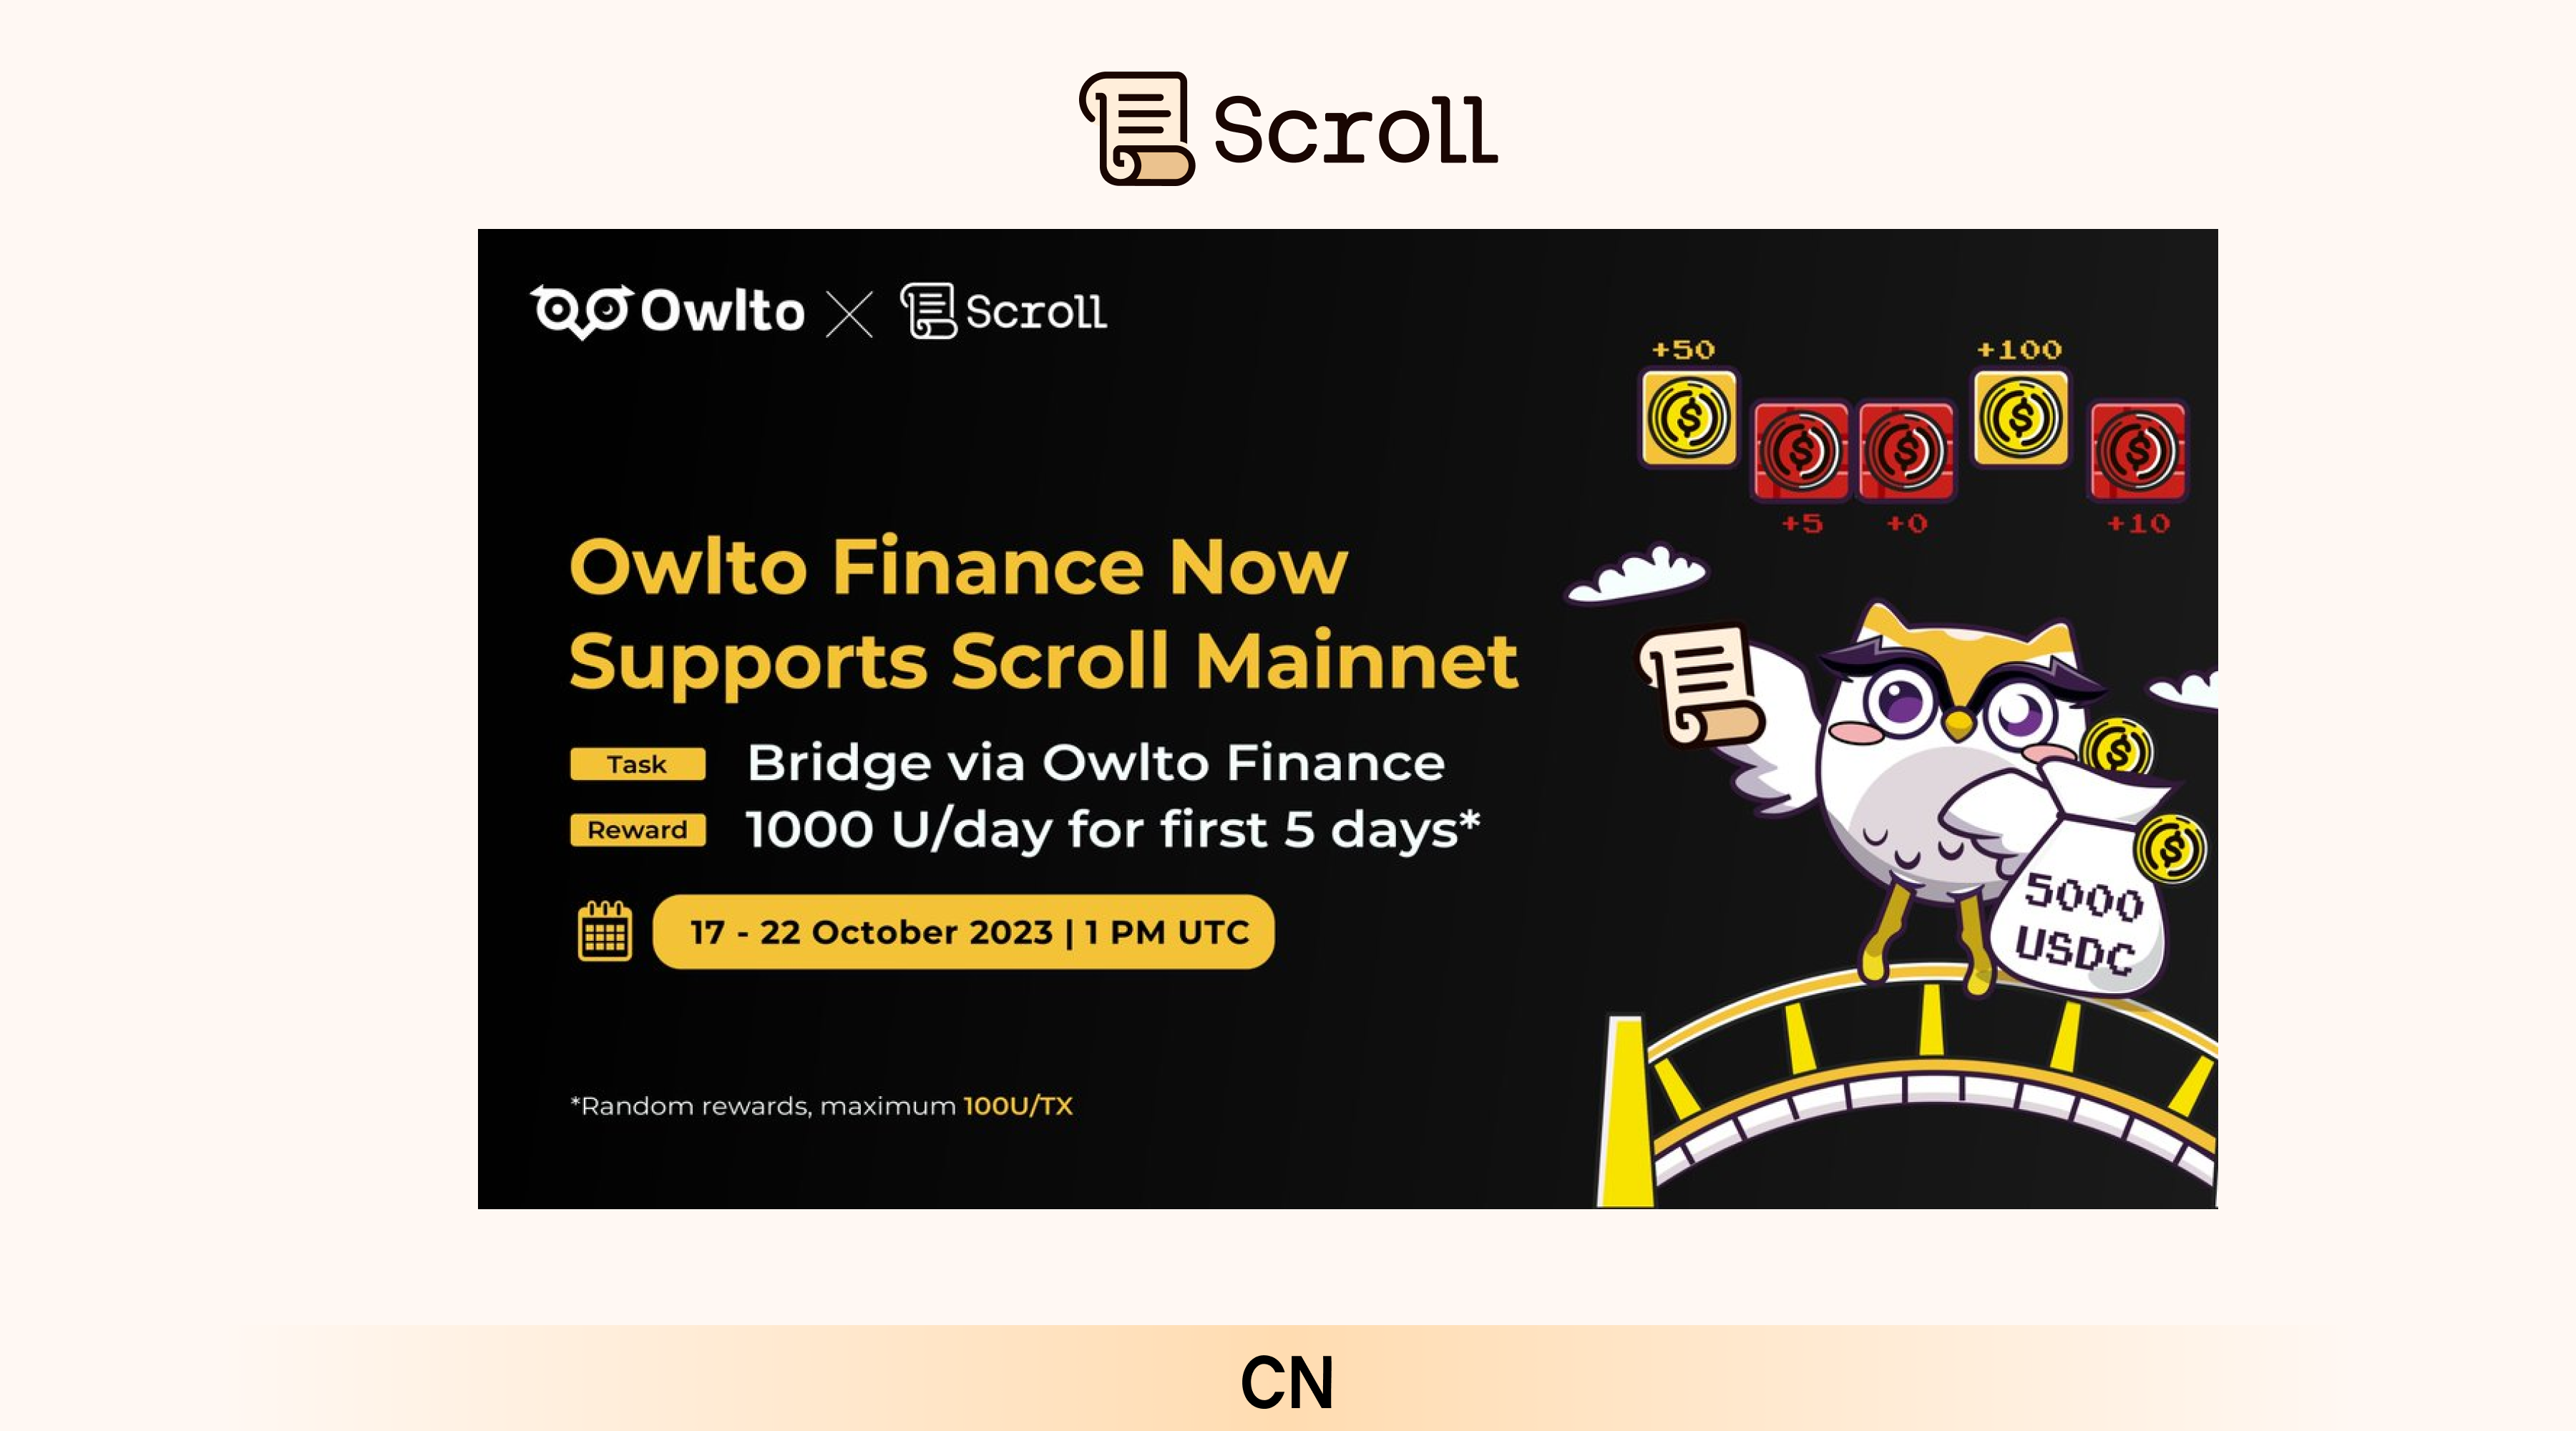 Scroll
Owlto Scroll
+50
+100
+5
+0
+10
Owlto Finance Now
Supports Scroll Mainnet
Task Bridge via Owlto Finance
Reward 1000 U/day for first 5 days*
17 - 22 October 2023 | 1 PM UTC
5000
USDC
*Random rewards, maximum 100U/TX
CN